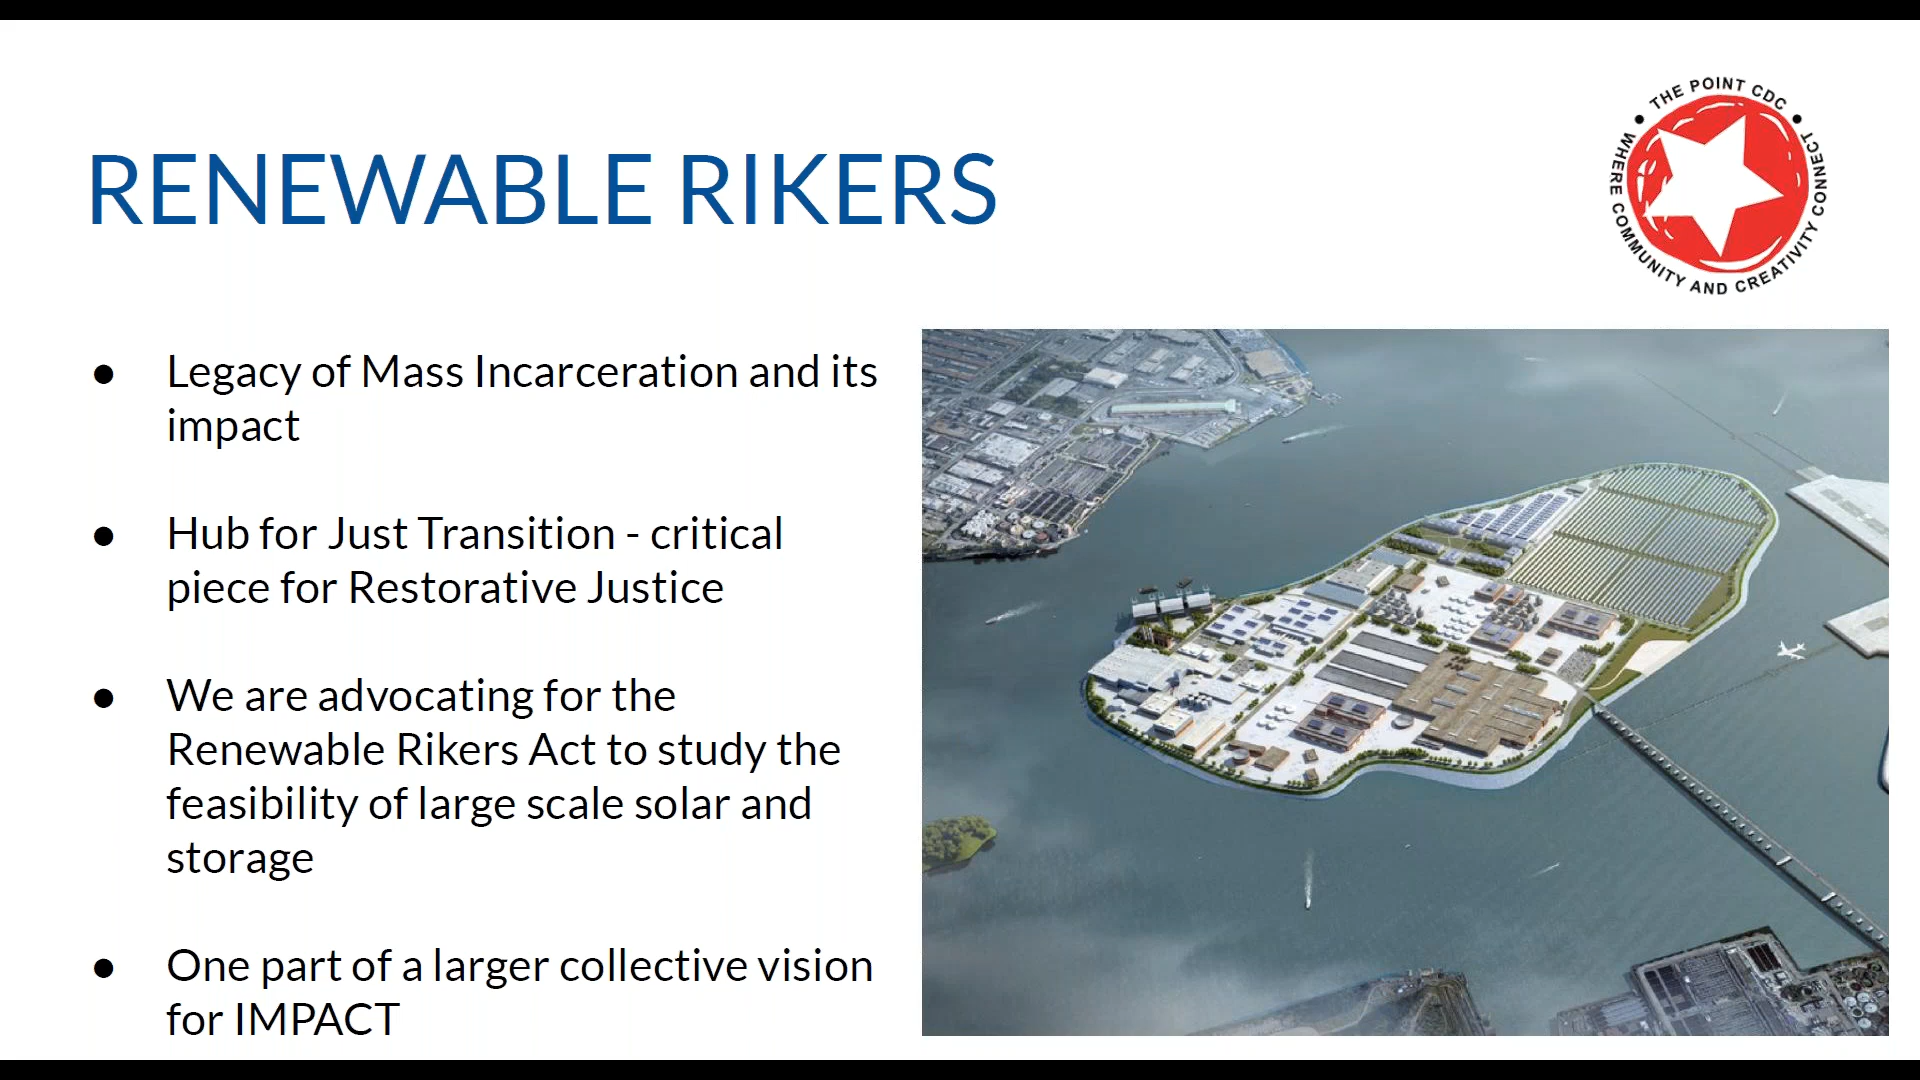 THE POINT CDC
WHERE COMMUNITY AND CREATIVITY CONNECT
RENEWABLE RIKERS
● Legacy of Mass Incarceration and its
impact
● Hub for Just Transition - critical
piece for Restorative Justice
● We are advocating for the
Renewable Rikers Act to study the
feasibility of large scale solar and
storage
● One part of a larger collective vision
for IMPACT